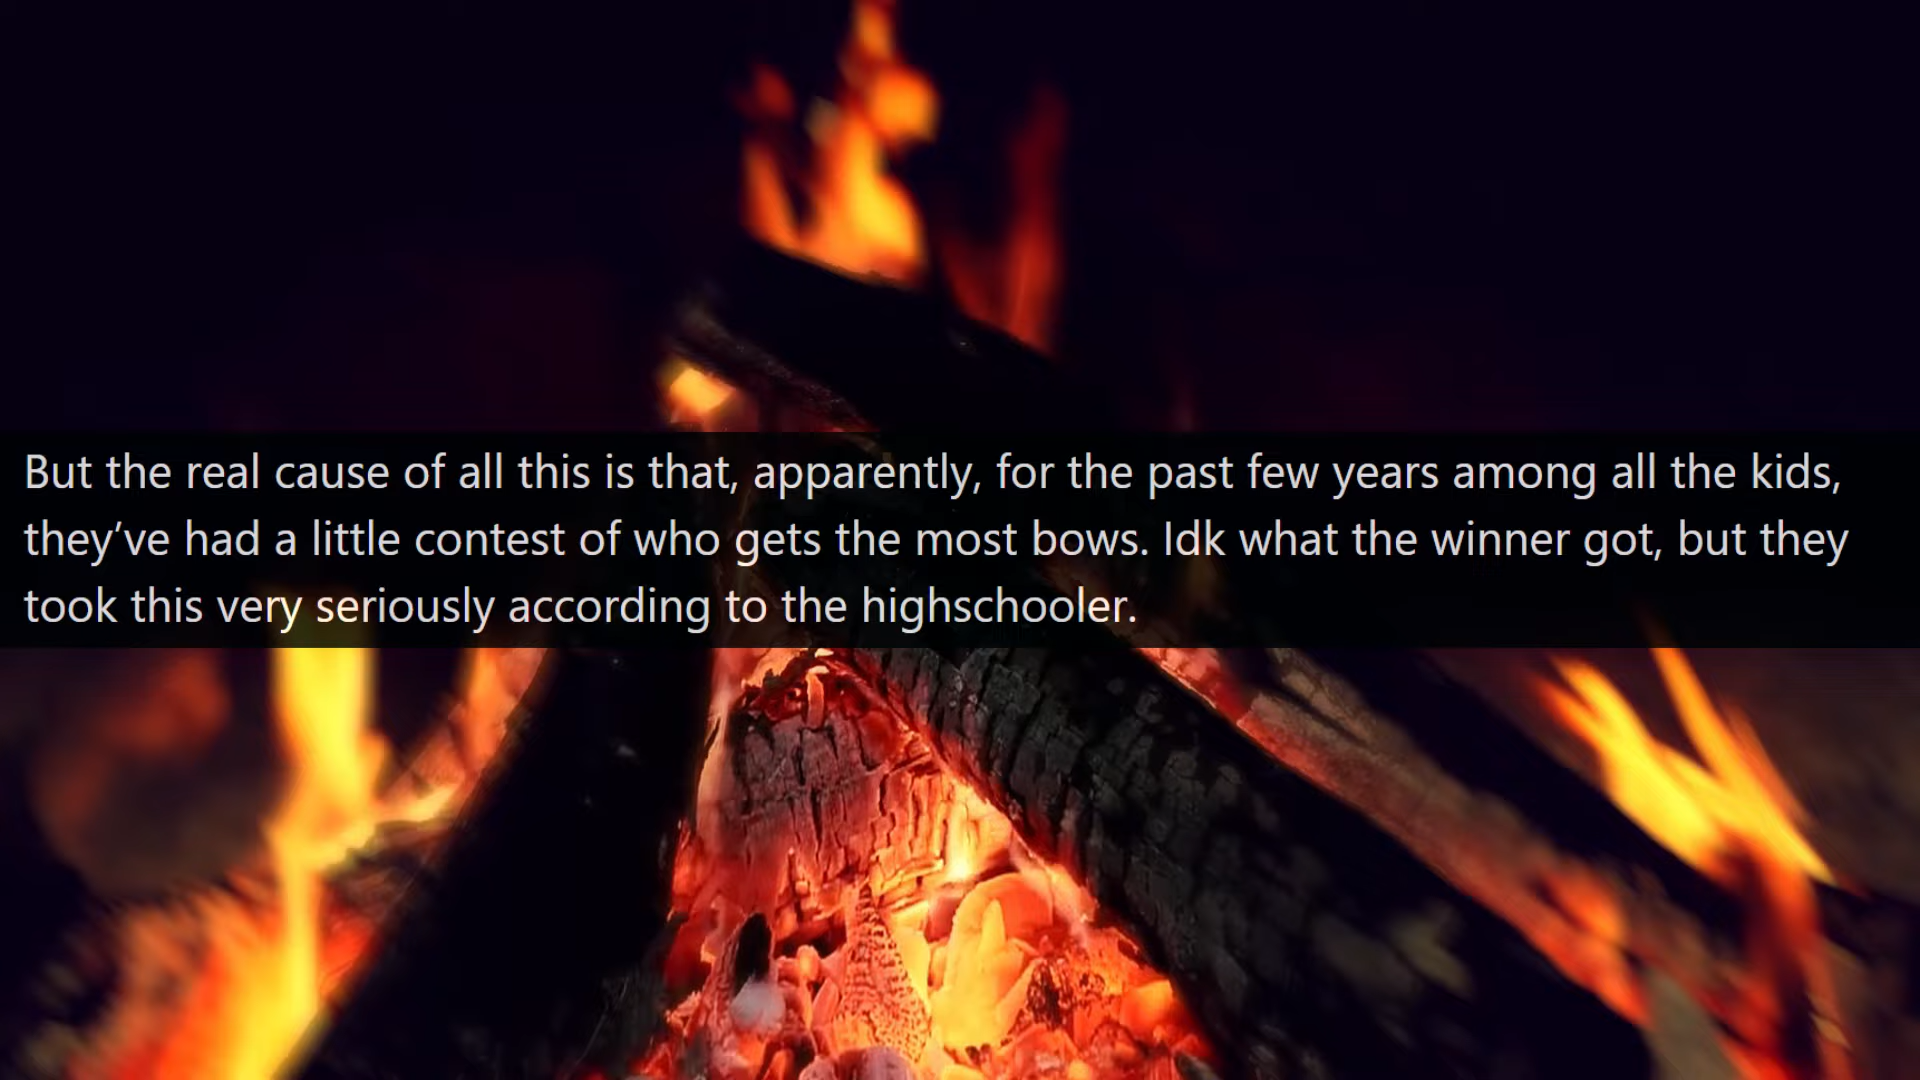 But the real cause of all this is that, apparently, for the past few years among all the kids,
they’ve had a little contest of who gets the most bows. Idk what the winner got, but they
took this very seriously according to the highschooler.